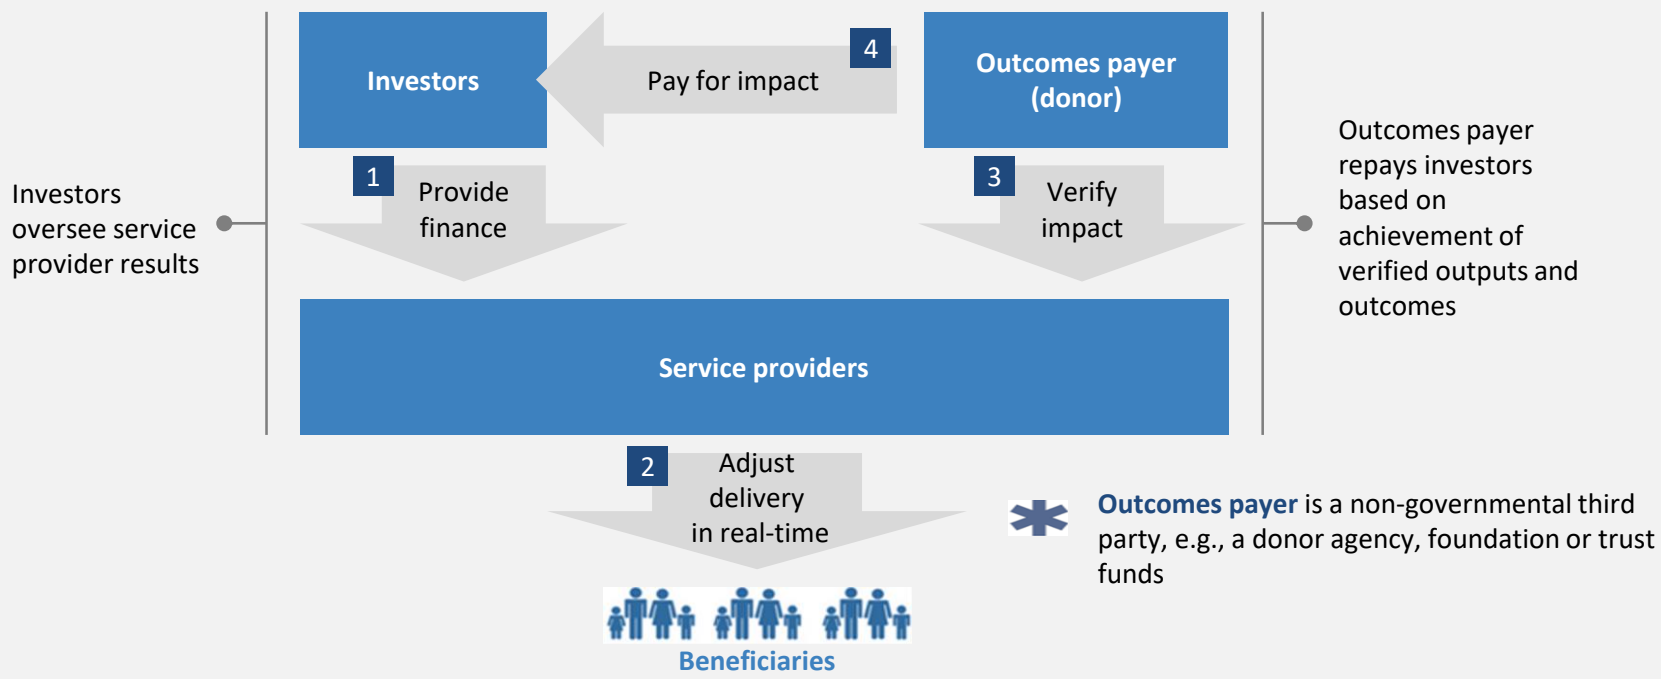 Investors
4
Pay for impact
Outcomes payer
(donor)
1
Provide
finance
3
Verify
impact
Investors
oversee service
provider results
Outcomes payer
repays investors
based on
achievement of
verified outputs and
outcomes
Service providers
2
Adjust
delivery
in real-time
Outcomes payer is a non-governmental third
party, e.g., a donor agency, foundation or trust
funds
Beneficiaries